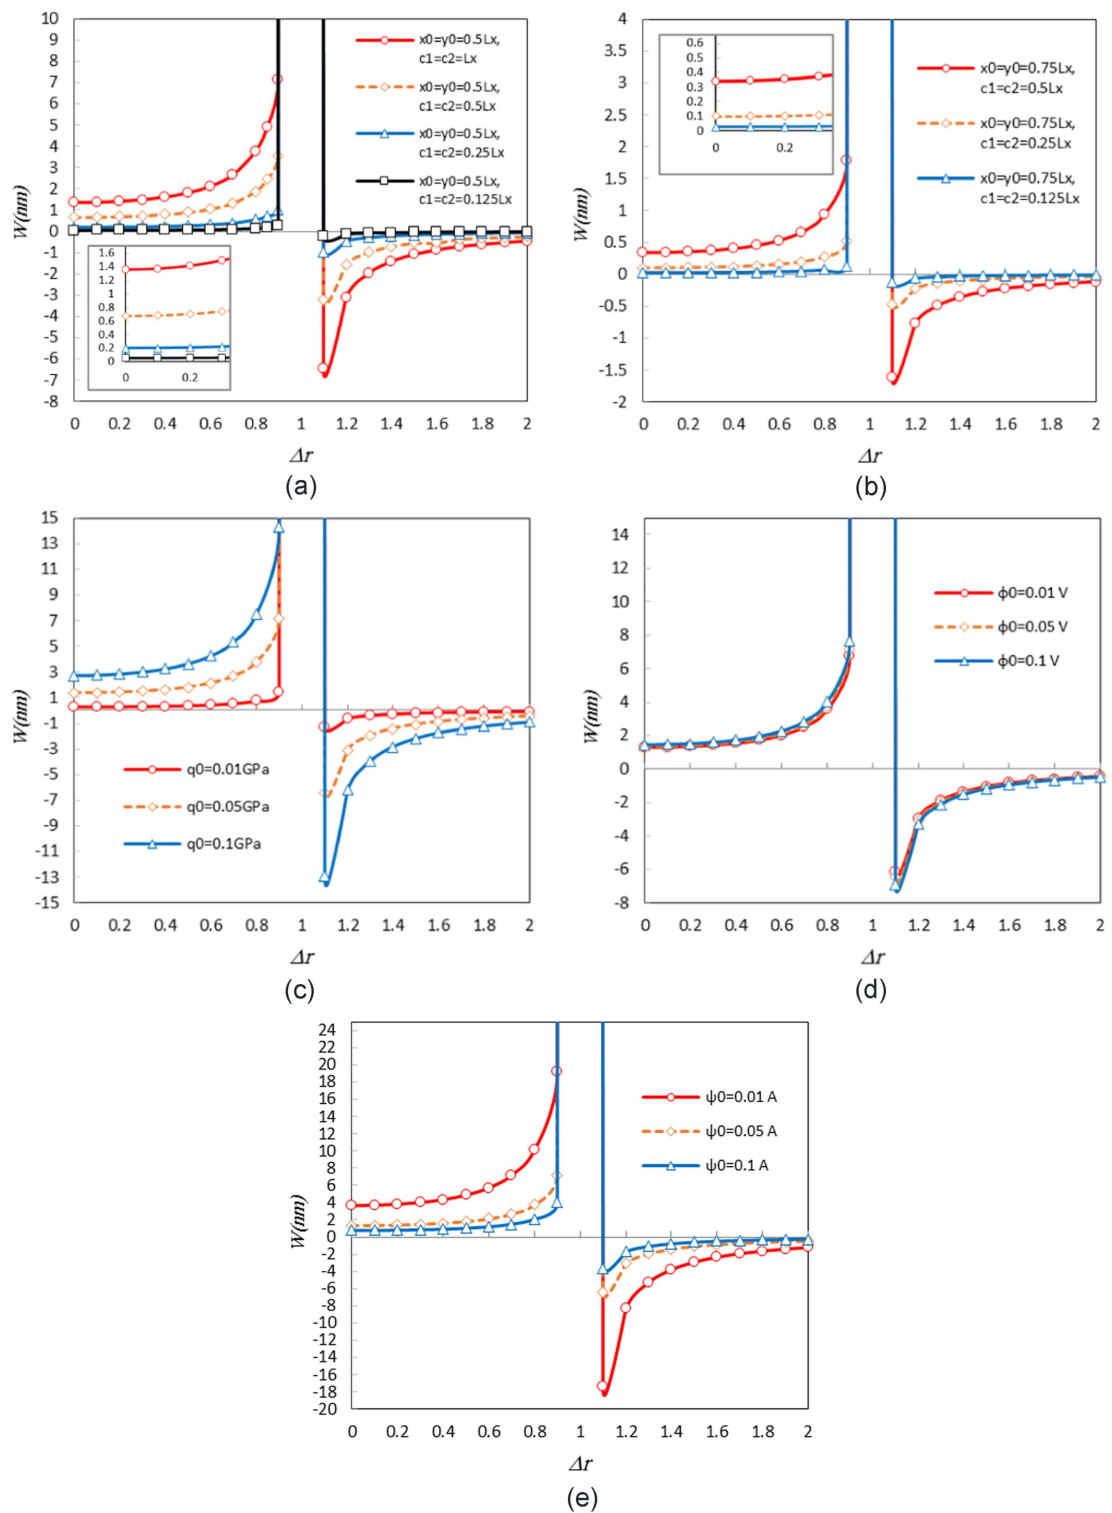 10
9
8
7
6
5
4
3
2
1
0
-1
-2
-3
-4
-5
-6
-7
-8
W(nm)
x0=y0=0.5Lx,
c1=c2=Lx
x0=y0=0.5Lx,
c1=c2=0.5Lx
x0=y0=0.5Lx,
c1=c2=0.25Lx
x0=y0=0.5Lx,
c1=c2=0.125Lx
1.6
1.4
1.2
1
0.8
0.6
0.4
0.2
0
0 0.2
0 0.2 0.4 0.6 0.8 1 1.2 1.4 1.6 1.8 2
Δr
(a)
4
3.5
3
2.5
2
1.5
1
0.5
0
-0.5
-1
-1.5
-2
W(nm)
0.6
0.5
0.4
0.3
0.2
0.1
0
0 0.2
x0=y0=0.75Lx,
c1=c2=0.5Lx
x0=y0=0.75Lx,
c1=c2=0.25Lx
x0=y0=0.75Lx,
c1=c2=0.125Lx
0 0.2 0.4 0.6 0.8 1 1.2 1.4 1.6 1.8 2
Δr
(b)
15
13
11
9
7
5
3
1
-1
-3
-5
-7
-9
-11
-13
-15
W(nm)
q0=0.01GPa
q0=0.05GPa
q0=0.1GPa
0 0.2 0.4 0.6 0.8 1 1.2 1.4 1.6 1.8 2
Δr
(c)
14
12
10
8
6
4
2
0
-2
-4
-6
-8
W(nm)
ϕ0=0.01 V
ϕ0=0.05 V
ϕ0=0.1 V
0 0.2 0.4 0.6 0.8 1 1.2 1.4 1.6 1.8 2
Δr
(d)
24
22
20
18
16
14
12
10
8
6
4
2
0
-2
-4
-6
-8
-10
-12
-14
-16
-18
-20
W(nm)
ψ0=0.01 A
ψ0=0.05 A
ψ0=0.1 A
0 0.2 0.4 0.6 0.8 1 1.2 1.4 1.6 1.8 2
Δr
(e)